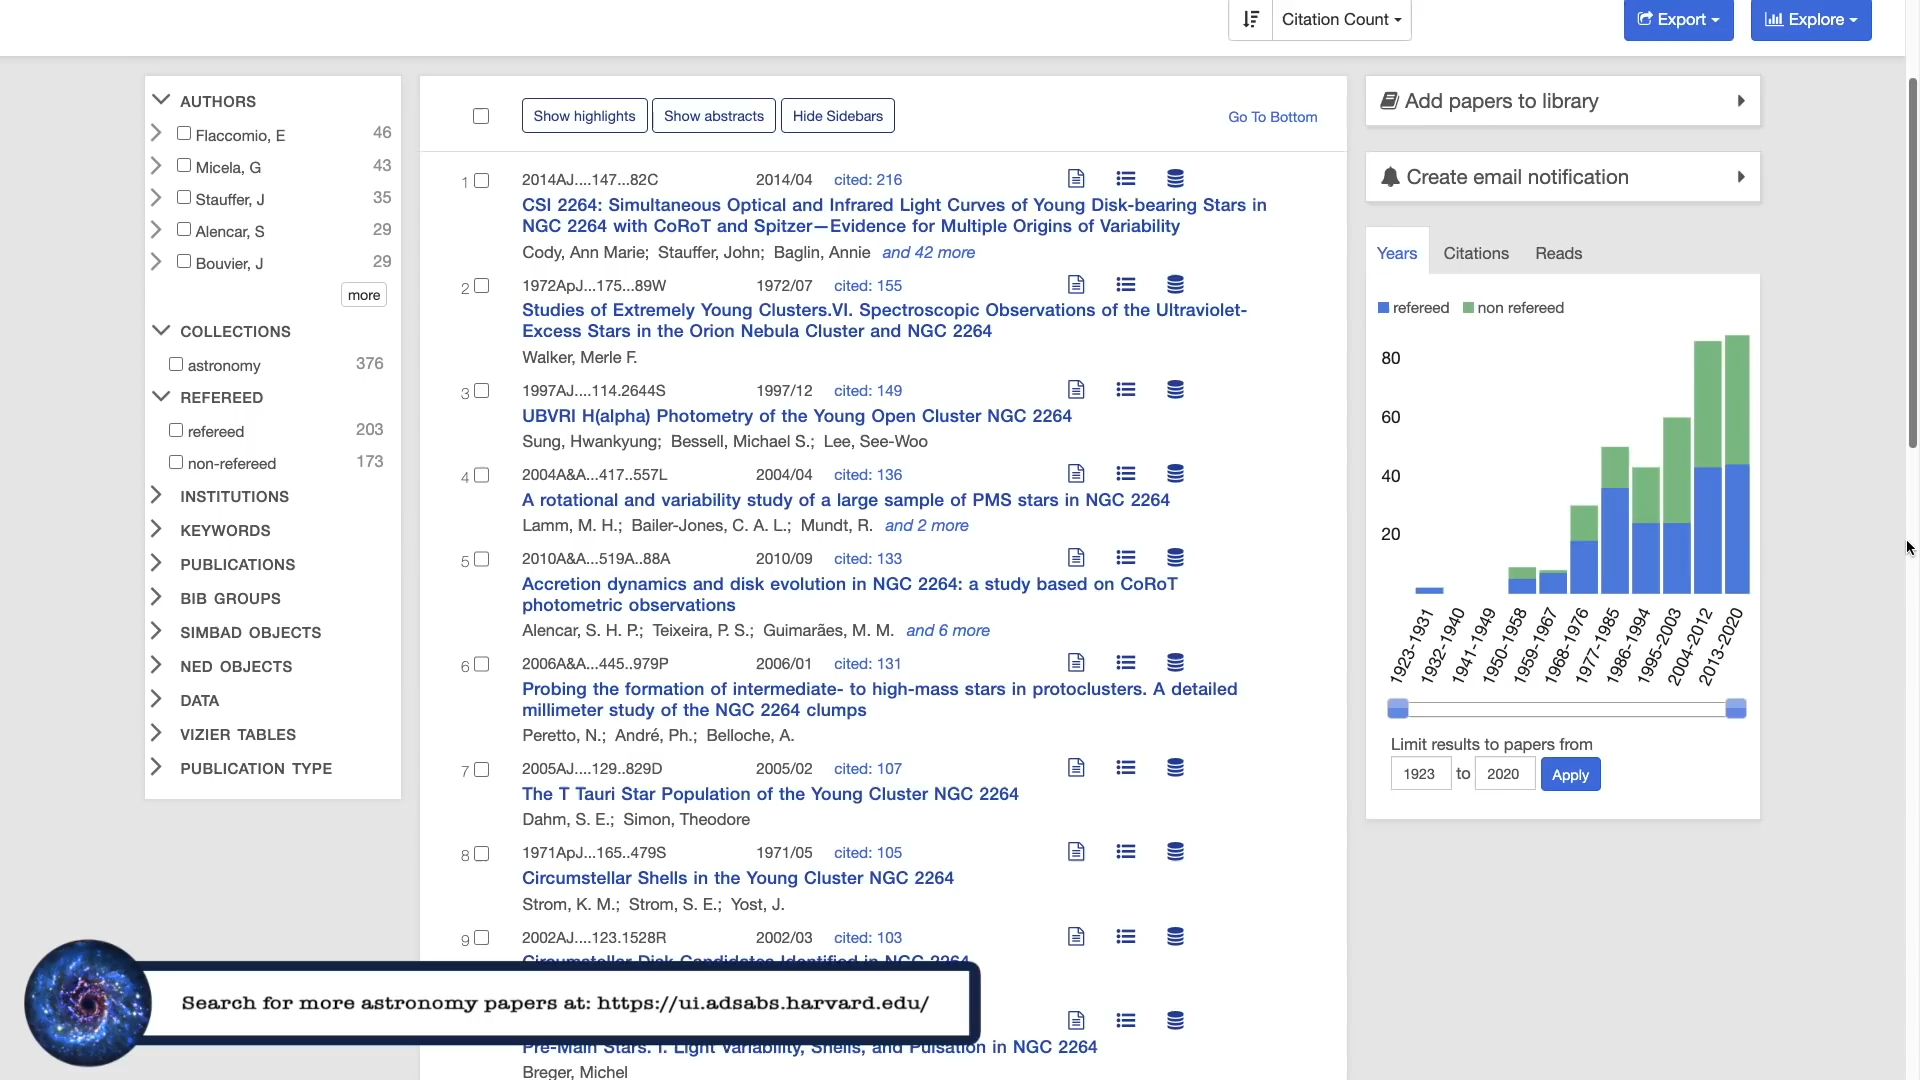 Citation Count
Export
Explore
AUTHORS
Flaccomio, E 46
Micela, G 43
Stauffer, J 35
Alencar, S 29
Bouvier, J 29
more
COLLECTIONS
astronomy 376
REFEREED
refereed 203
non-refereed 173
INSTITUTIONS
KEYWORDS
PUBLICATIONS
BIB GROUPS
SIMBAD OBJECTS
NED OBJECTS
DATA
VIZIER TABLES
PUBLICATION TYPE
Show highlights Show abstracts Hide Sidebars Go To Bottom
1 2014AJ....147...82C 2014/04 cited: 216
CSI 2264: Simultaneous Optical and Infrared Light Curves of Young Disk-bearing Stars in
NGC 2264 with CoRoT and Spitzer—Evidence for Multiple Origins of Variability
Cody, Ann Marie; Stauffer, John; Baglin, Annie and 42 more
2 1972ApJ...175...89W 1972/07 cited: 155
Studies of Extremely Young Clusters.VI. Spectroscopic Observations of the Ultraviolet-
Excess Stars in the Orion Nebula Cluster and NGC 2264
Walker, Merle F.
3 1997AJ....114.2644S 1997/12 cited: 149
UBVRI H(alpha) Photometry of the Young Open Cluster NGC 2264
Sung, Hwankyung; Bessell, Michael S.; Lee, See-Woo
4 2004A&A...417..557L 2004/04 cited: 136
A rotational and variability study of a large sample of PMS stars in NGC 2264
Lamm, M. H.; Bailer-Jones, C. A. L.; Mundt, R. and 2 more
5 2010A&A...519A..88A 2010/09 cited: 133
Accretion dynamics and disk evolution in NGC 2264: a study based on CoRoT
photometric observations
Alencar, S. H. P.; Teixeira, P. S.; Guimarães, M. M. and 6 more
6 2006A&A...445..979P 2006/01 cited: 131
Probing the formation of intermediate- to high-mass stars in protoclusters. A detailed
millimeter study of the NGC 2264 clumps
Peretto, N.; André, Ph.; Belloche, A.
7 2005AJ....129..829D 2005/02 cited: 107
The T Tauri Star Population of the Young Cluster NGC 2264
Dahm, S. E.; Simon, Theodore
8 1971ApJ...165..479S 1971/05 cited: 105
Circumstellar Shells in the Young Cluster NGC 2264
Strom, K. M.; Strom, S. E.; Yost, J.
9 2002AJ....123.1528R 2002/03 cited: 103
Circumstellar Disk Candidates Identified in NGC 2264
Search for more astronomy papers at: https://ui.adsabs.harvard.edu/
Pre-Main Stars. I. Light Variability, Shells, and Pulsation in NGC 2264
Breger, Michel
Add papers to library
Create email notification
Years Citations Reads
refereed non refereed
80
60
40
20
1923-1931
1932-1940
1941-1949
1950-1958
1959-1967
1968-1976
1977-1985
1986-1994
1995-2003
2004-2012
2013-2020
Limit results to papers from
1923 to 2020 Apply